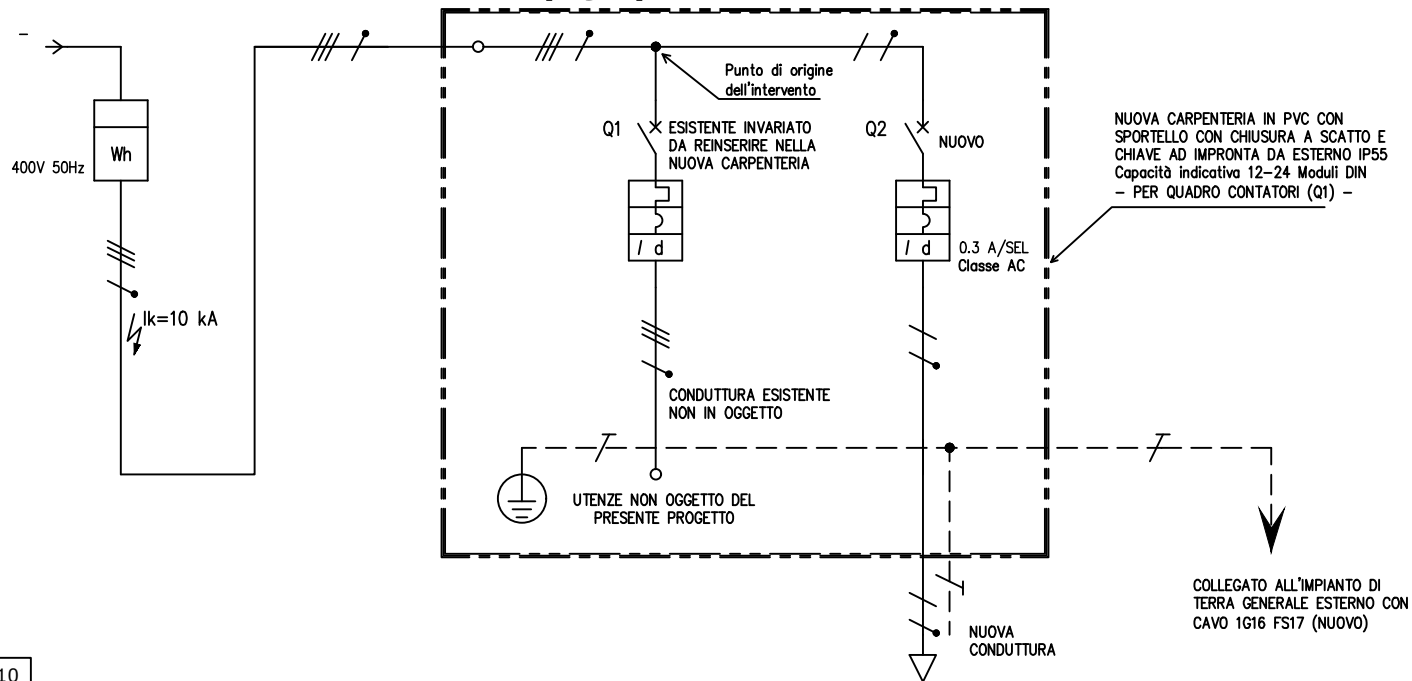 –
400V 50Hz
Wh
Ik=10 kA
Punto di origine
dell'intervento
Q1
ESISTENTE INVARIATO
DA REINSERIRE NELLA
NUOVA CARPENTERIA
Q2
NUOVO
I d
I d
0.3 A/SEL
Classe AC
NUOVA CARPENTERIA IN PVC CON
SPORTELLO CON CHIUSURA A SCATTO E
CHIAVE AD IMPRONTA DA ESTERNO IP55
Capacità indicativa 12–24 Moduli DIN
– PER QUADRO CONTATORI (Q1) –
CONDUTTURA ESISTENTE
NON IN OGGETTO
UTENZE NON OGGETTO DEL
PRESENTE PROGETTO
COLLEGATO ALL'IMPIANTO DI
TERRA GENERALE ESTERNO CON
CAVO 1G16 FS17 (NUOVO)
NUOVA
CONDUTTURA
10